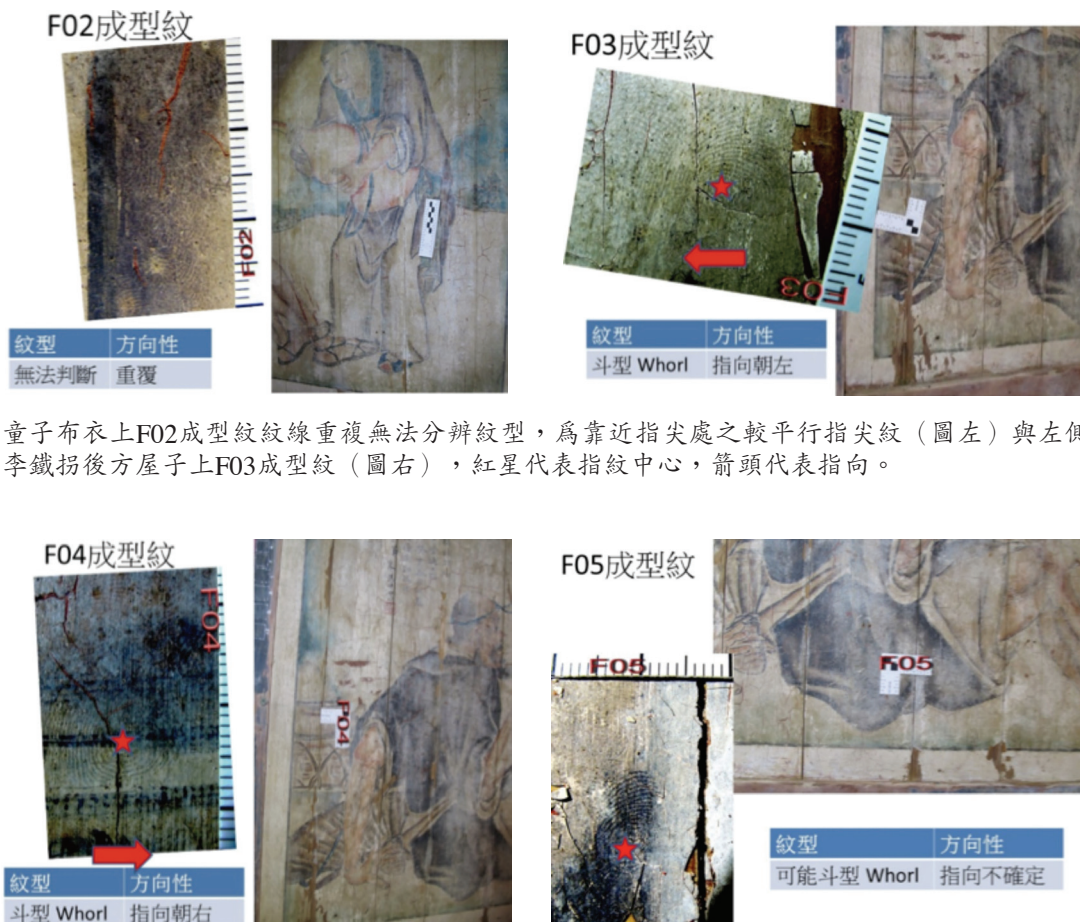 F02成型紋
F02
紋型 方向性
無法判斷 重覆
F03成型紋
F03
紋型 方向性
斗型 Whorl 指向朝左
童子布衣上F02成型紋紋線重複無法分辨紋型，爲靠近指尖處之較平行指尖紋（圖左）與左側
李鐵拐後方屋子上F03成型紋（圖右），紅星代表指紋中心，箭頭代表指向。
F04成型紋
F04
F04
紋型 方向性
斗型 Whorl 指向朝右
F05成型紋
F05
F05
紋型 方向性
可能斗型 Whorl 指向不確定